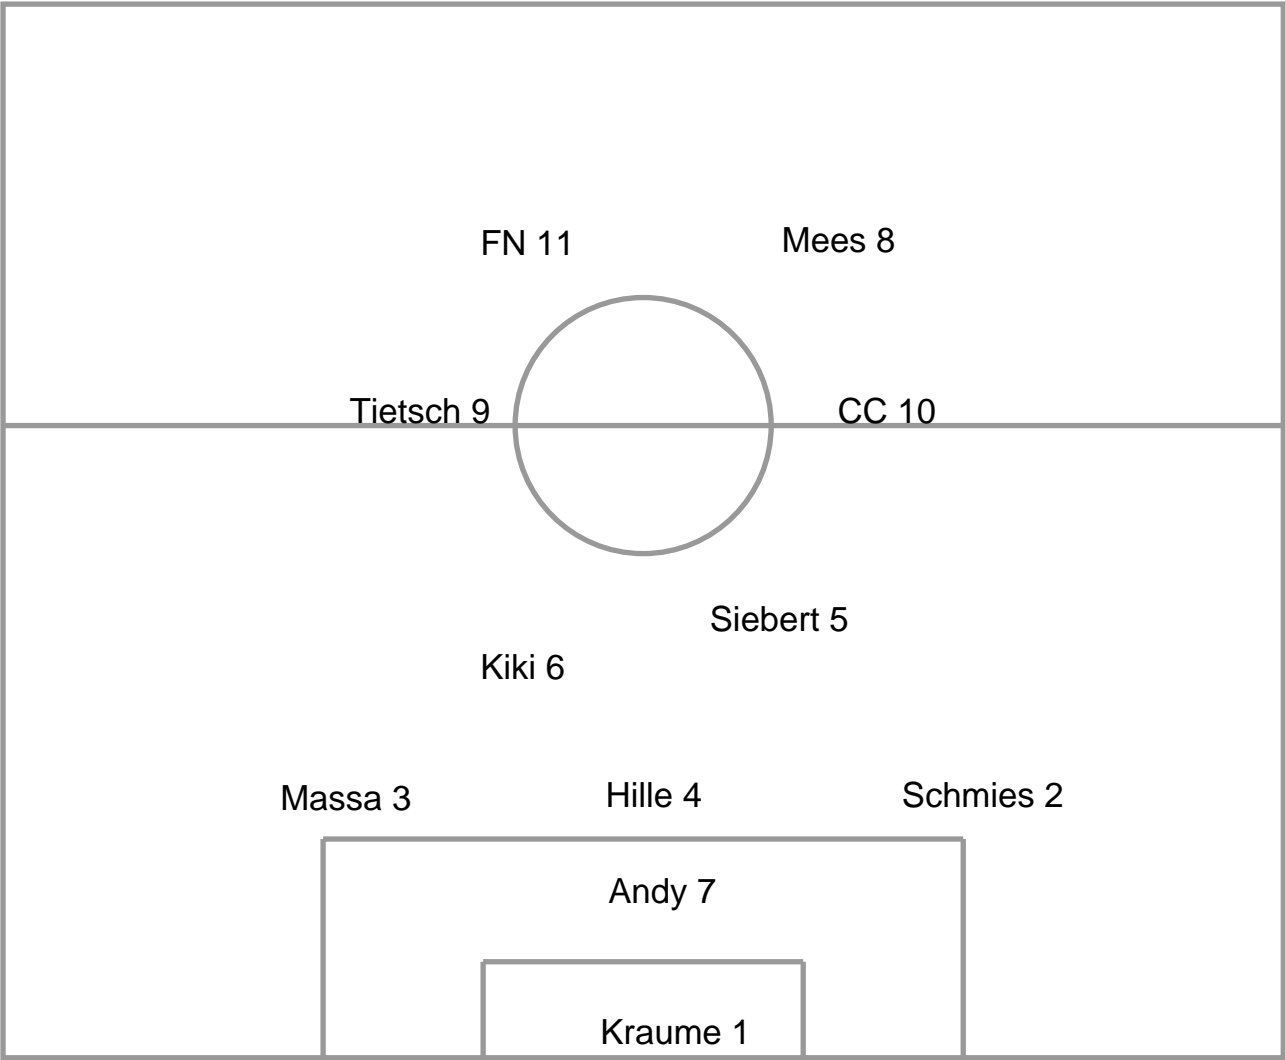 FN 11
Mees 8
Tietsch 9
CC 10
Siebert 5
Kiki 6
Massa 3
Hille 4
Schmies 2
Andy 7
Kraume 1